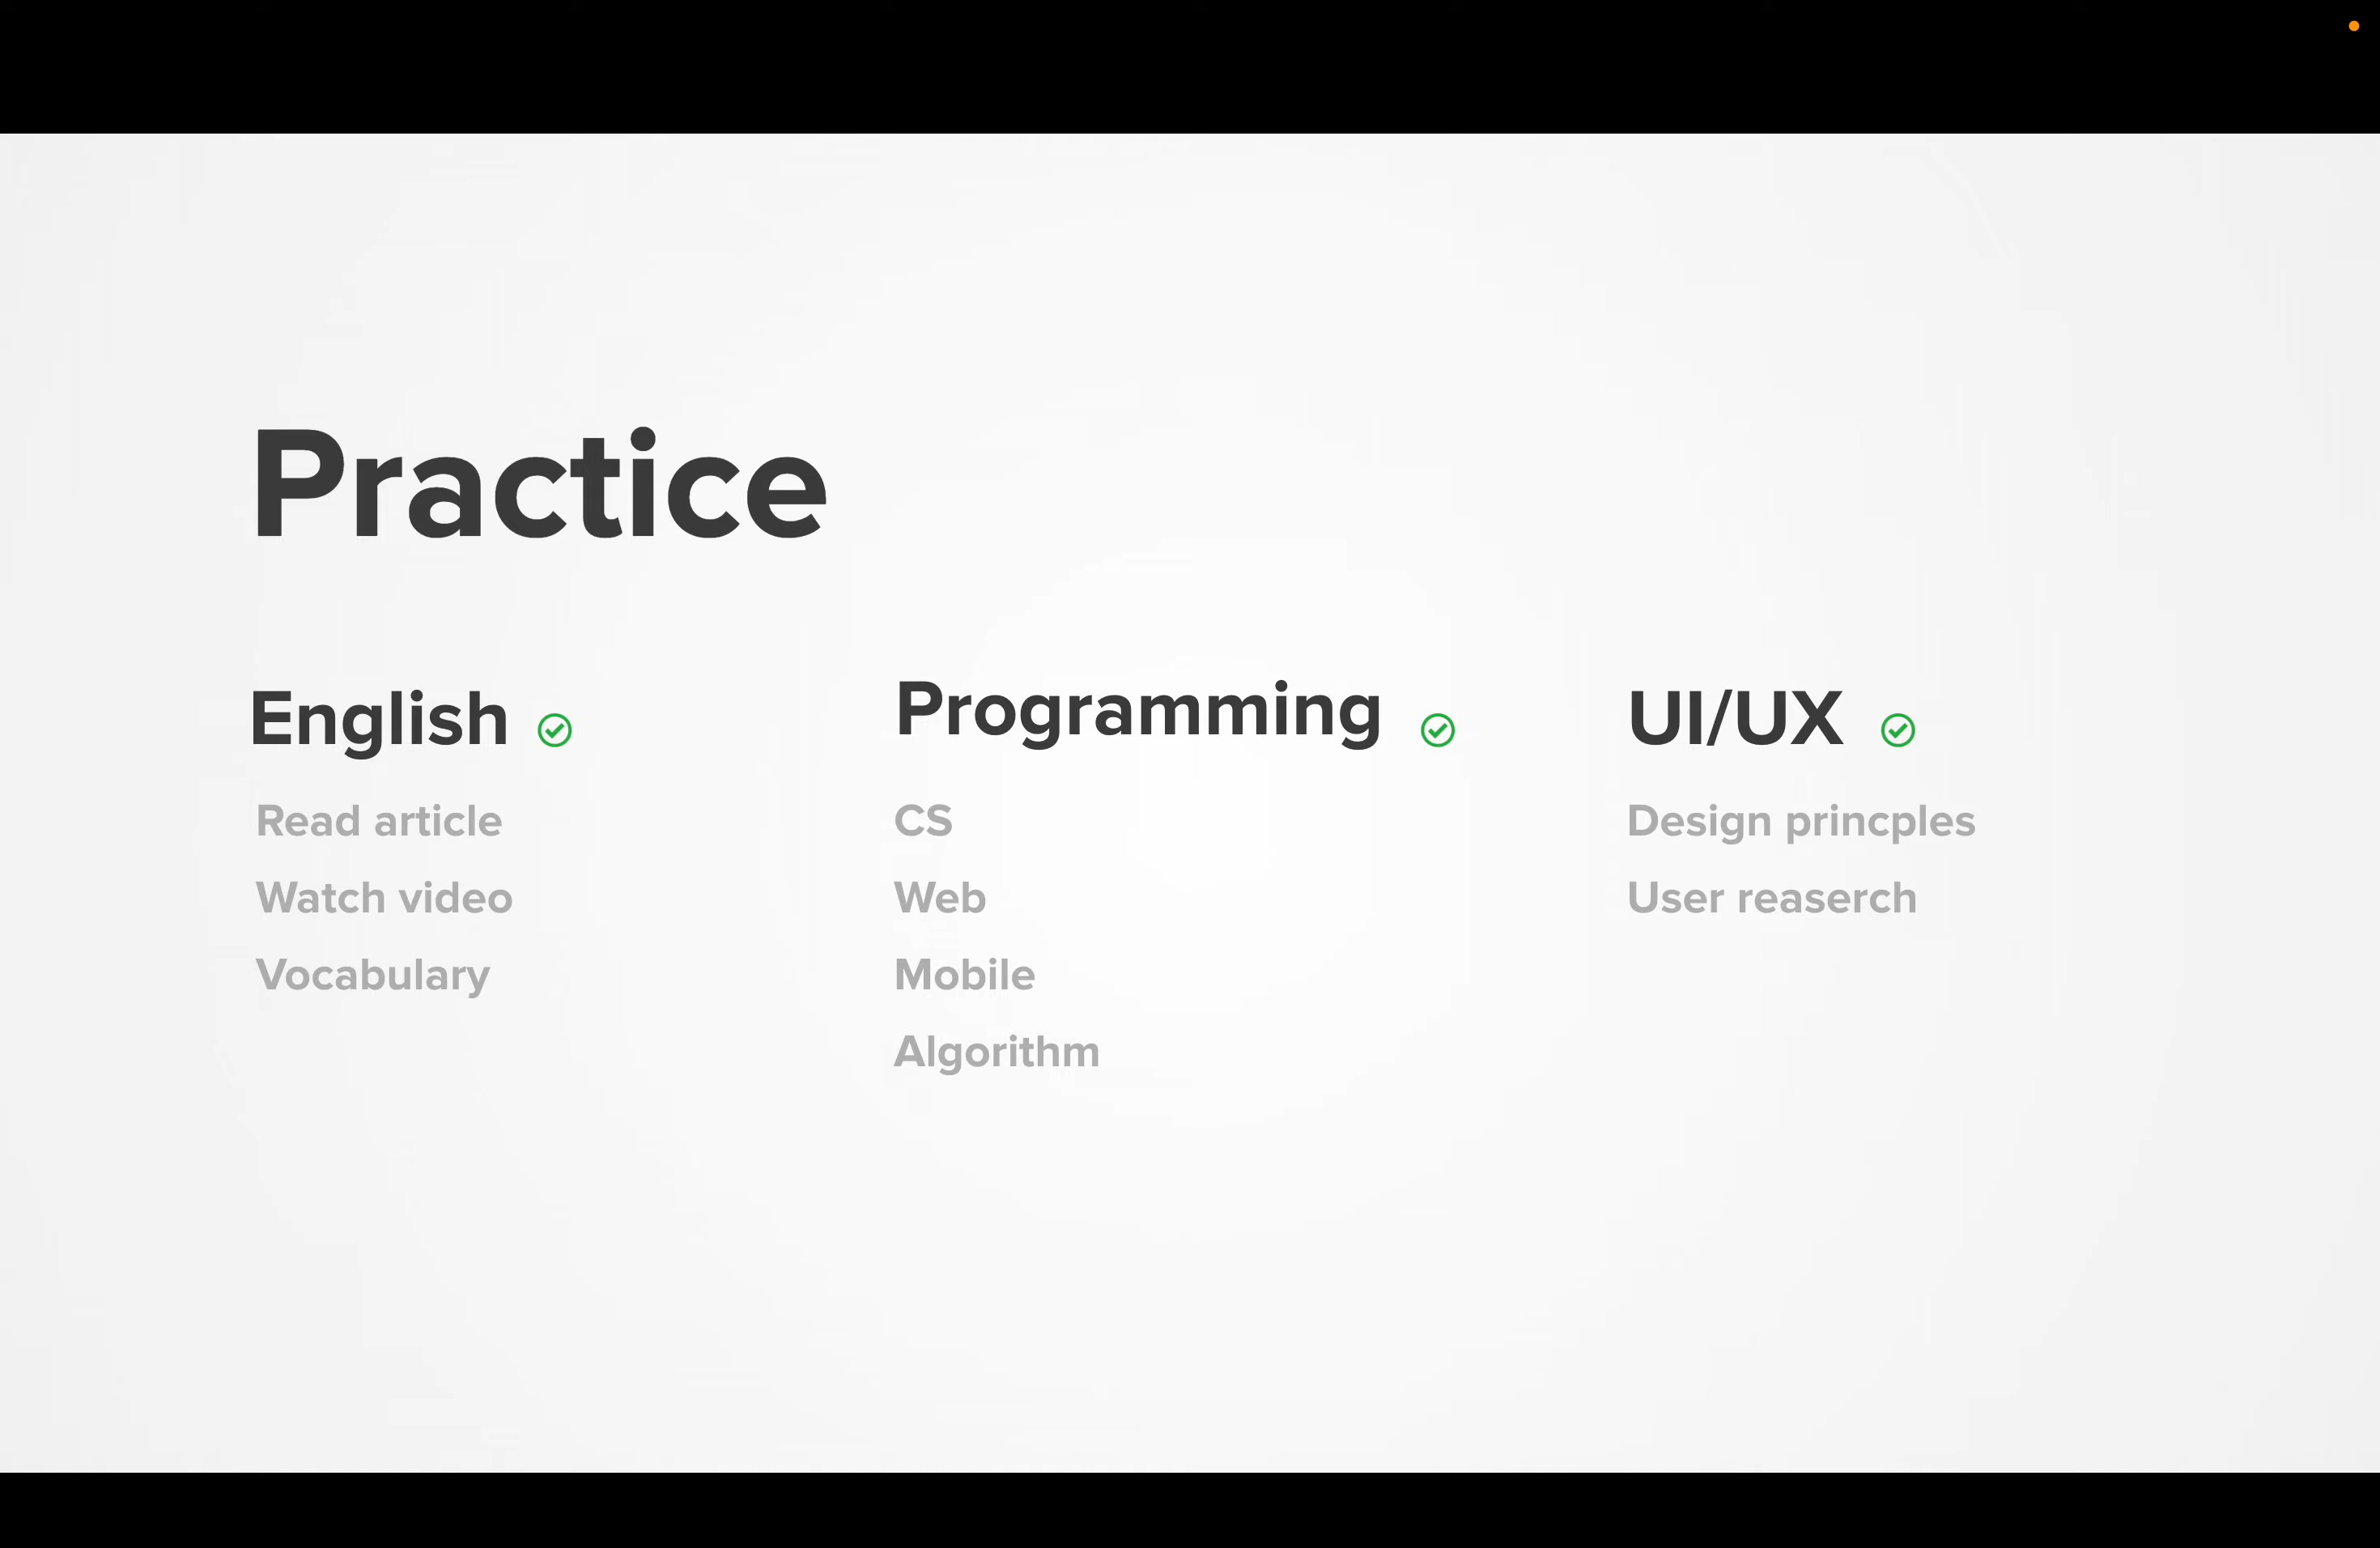 Practice
English
Read article
Watch video
Vocabulary
Programming
CS
Web
Mobile
Algorithm
UI/UX
Design princples
User reaserch